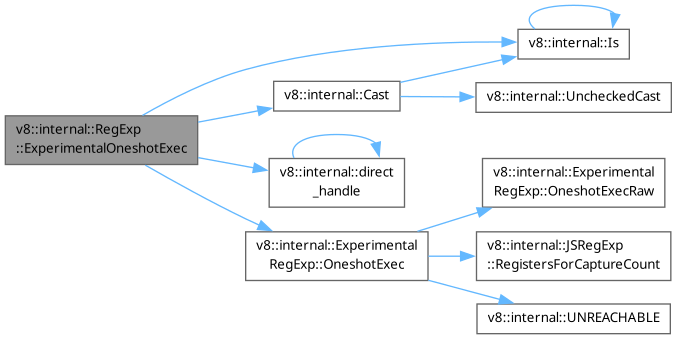 v8::internal::Is
v8::internal::Cast
v8::internal::UncheckedCast
v8::internal::RegExp
::ExperimentalOneshotExec
v8::internal::direct
_handle
v8::internal::Experimental
RegExp::OneshotExecRaw
v8::internal::Experimental
RegExp::OneshotExec
v8::internal::JSRegExp
::RegistersForCaptureCount
v8::internal::UNREACHABLE